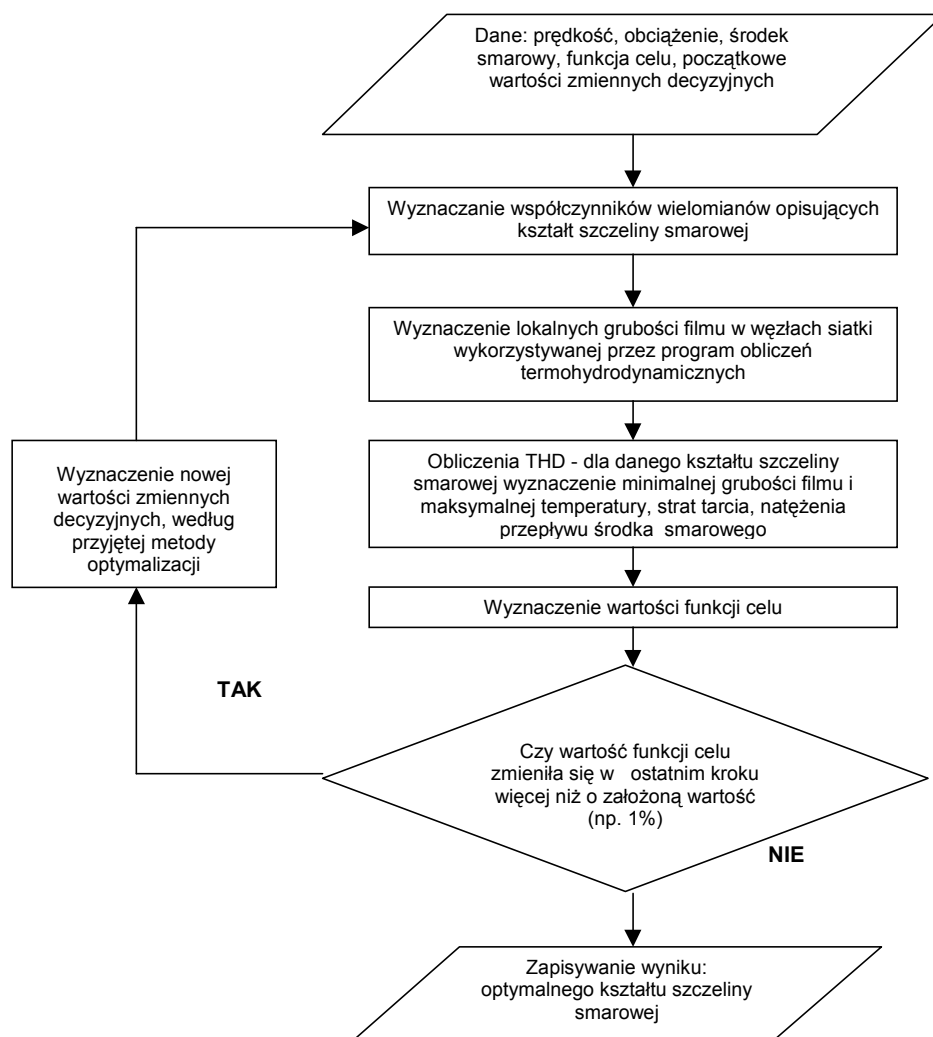 Dane: prędkość, obciążenie, środek
smarowy, funkcja celu, początkowe
wartości zmiennych decyzyjnych
Wyznaczanie współczynników wielomianów opisujących
kształt szczeliny smarowej
Wyznaczenie lokalnych grubości filmu w węzłach siatki
wykorzystywanej przez program obliczeń
termohydrodynamicznych
Obliczenia THD - dla danego kształtu szczeliny
smarowej wyznaczenie minimalnej grubości filmu i
maksymalnej temperatury, strat tarcia, natężenia
przepływu środka smarowego
Wyznaczenie nowej
wartości zmiennych
decyzyjnych, według
przyjętej metody
optymalizacji
Wyznaczenie wartości funkcji celu
TAK
Czy wartość funkcji celu
zmieniła się w ostatnim kroku
więcej niż o założoną wartość
(np. 1%)
NIE
Zapisywanie wyniku:
optymalnego kształtu szczeliny
smarowej